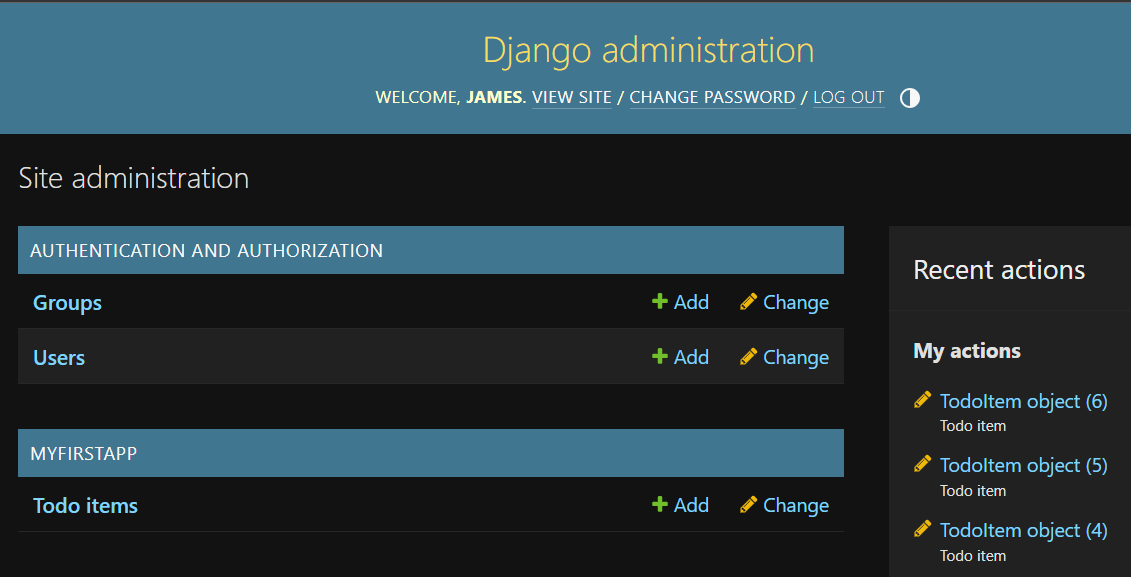 Django administration
WELCOME, JAMES. VIEW SITE / CHANGE PASSWORD / LOG OUT
Site administration
AUTHENTICATION AND AUTHORIZATION
Groups Add Change
Users Add Change
MYFIRSTAPP
Todo items Add Change
Recent actions
My actions
TodoItem object (6)
Todo item
TodoItem object (5)
Todo item
TodoItem object (4)
Todo item